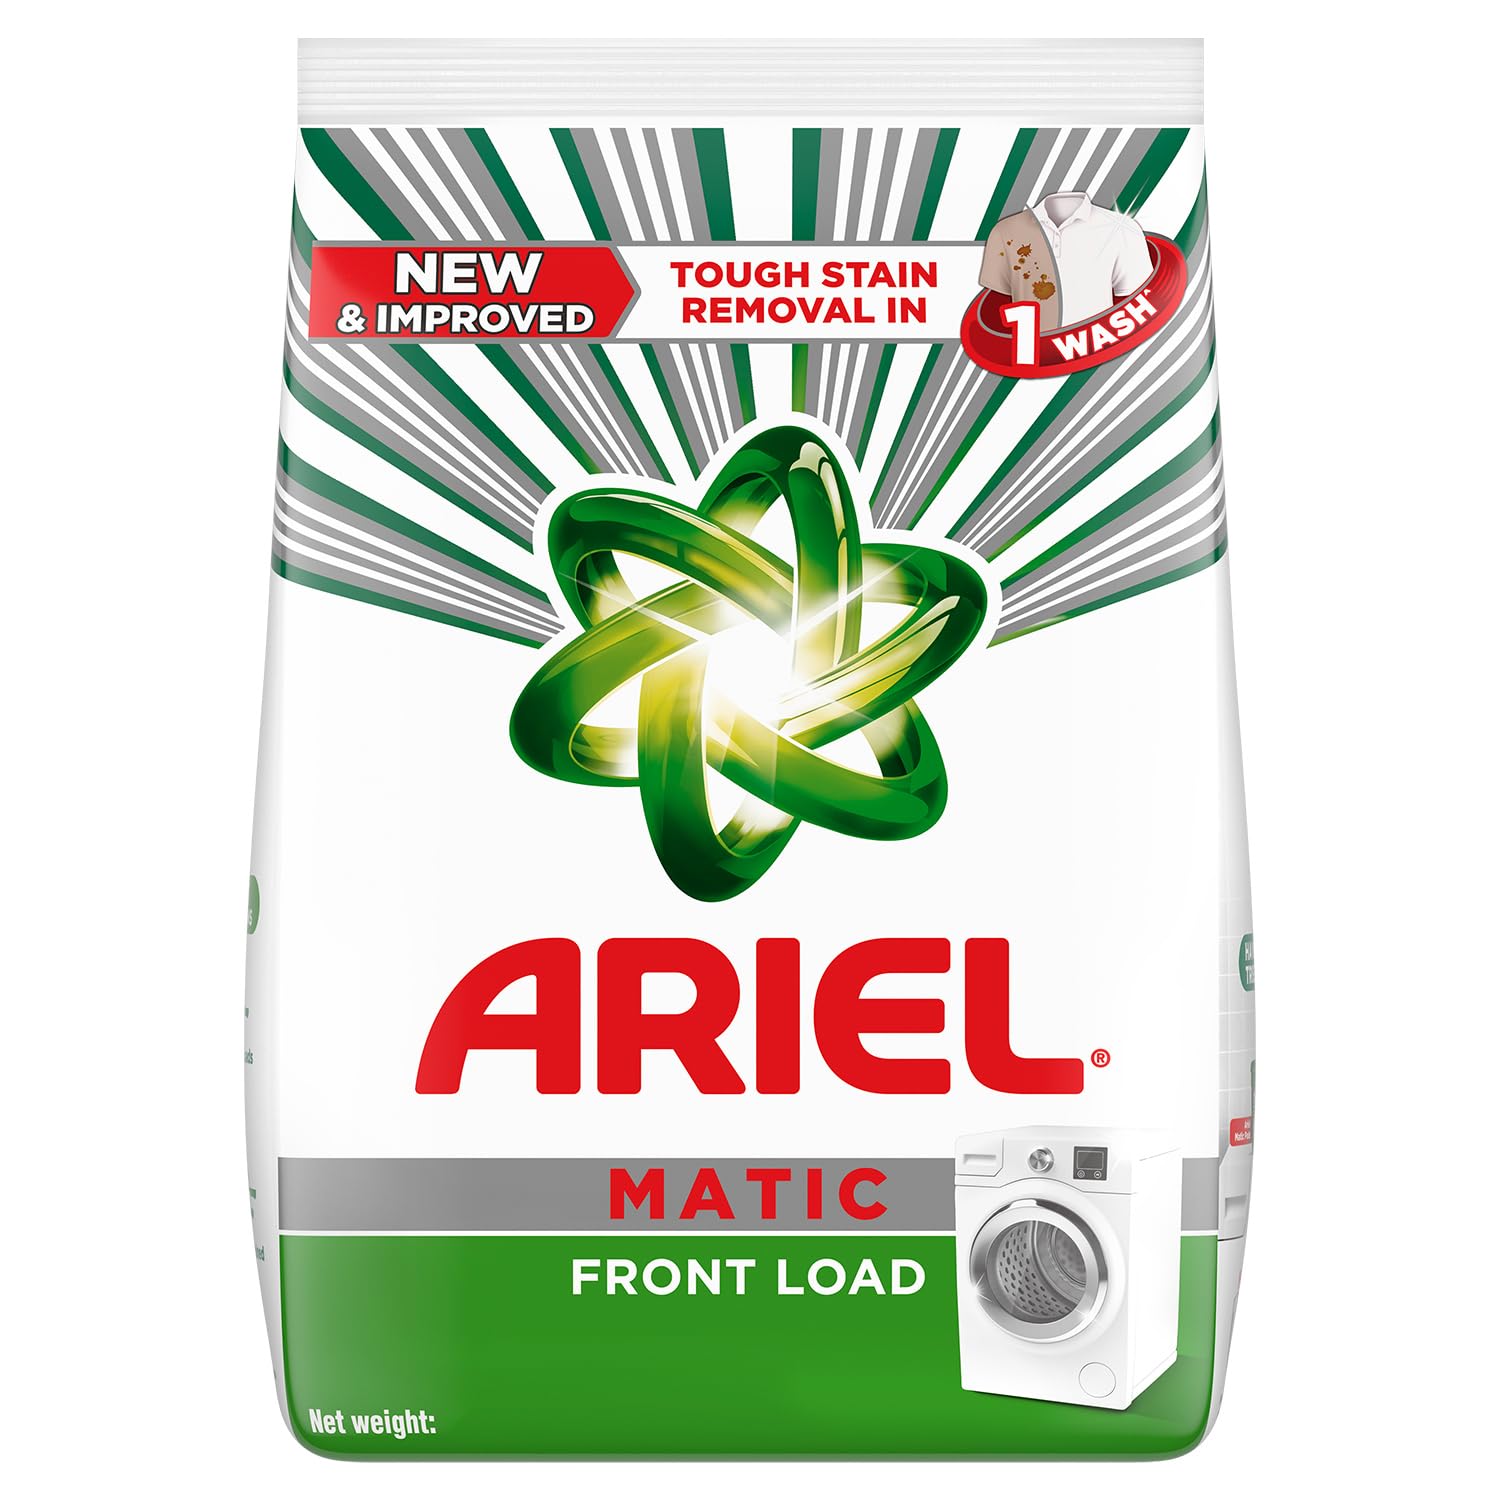 NEW
& IMPROVED
TOUGH STAIN
REMOVAL IN
1 WASH^
ARIEL®
MATIC
FRONT LOAD
Net weight: